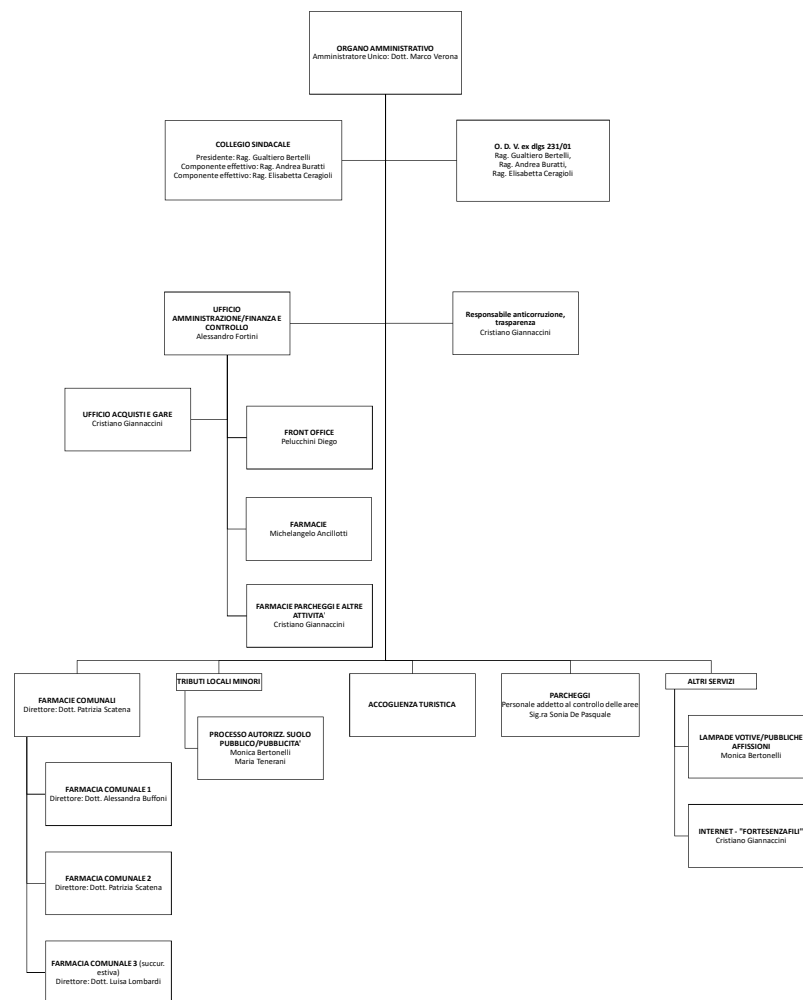 ORGANO AMMINISTRATIVO
Amministratore Unico: Dott. Marco Verona
COLLEGIO SINDACALE
Presidente: Rag. Gualtiero Bertelli
Componente effettivo: Rag. Andrea Buratti
Componente effettivo: Rag. Elisabetta Ceragioli
O. D. V. ex dlgs 231/01
Rag. Gualtiero Bertelli,
Rag. Andrea Buratti,
Rag. Elisabetta Ceragioli
UFFICIO
AMMINISTRAZIONE/FINANZA E
CONTROLLO
Alessandro Fortini
Responsabile anticorruzione,
trasparenza
Cristiano Giannaccini
UFFICIO ACQUISTI E GARE
Cristiano Giannaccini
FRONT OFFICE
Pelucchini Diego
FARMACIE
Michelangelo Ancillotti
FARMACIE PARCHEGGI E ALTRE
ATTIVITA'
Cristiano Giannaccini
FARMACIE COMUNALI
Direttore: Dott. Patrizia Scatena
TRIBUTI LOCALI MINORI
ACCOGLIENZA TURISTICA
PARCHEGGI
Personale addetto al controllo delle aree
Sig.ra Sonia De Pasquale
ALTRI SERVIZI
PROCESSO AUTORIZZ. SUOLO
PUBBLICO/PUBBLICITA'
Monica Bertonelli
Maria Tenerani
LAMPADE VOTIVE/PUBBLICHE
AFFISSIONI
Monica Bertonelli
FARMACIA COMUNALE 1
Direttore: Dott. Alessandra Buffoni
INTERNET - "FORTESENZAFILI"
Cristiano Giannaccini
FARMACIA COMUNALE 2
Direttore: Dott. Patrizia Scatena
FARMACIA COMUNALE 3 (succur.
estiva)
Direttore: Dott. Luisa Lombardi